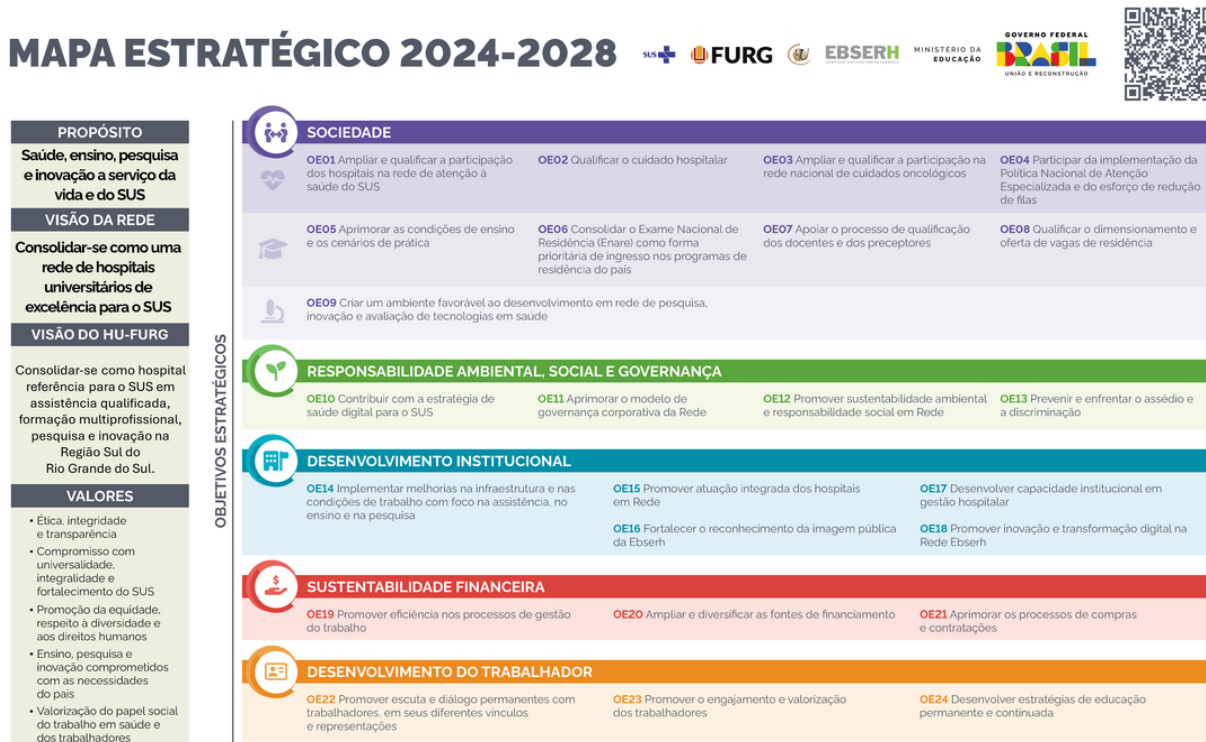 MAPA ESTRATÉGICO 2024-2028
SUS
FURG
EBSERH
HOSPITAIS UNIVERSITÁRIOS FEDERAIS
MINISTÉRIO DA
EDUCAÇÃO
GOVERNO FEDERAL
BRASIL
UNIÃO E RECONSTRUÇÃO
PROPÓSITO
Saúde, ensino, pesquisa
e inovação a serviço da
vida e do SUS
VISÃO DA REDE
Consolidar-se como uma
rede de hospitais
universitários de
excelência para o SUS
VISÃO DO HU-FURG
Consolidar-se como hospital
referência para o SUS em
assistência qualificada,
formação multiprofissional,
pesquisa e inovação na
Região Sul do
Rio Grande do Sul.
VALORES
• Ética, integridade
e transparência
• Compromisso com
universalidade,
integralidade e
fortalecimento do SUS
• Promoção da equidade,
respeito à diversidade e
aos direitos humanos
• Ensino, pesquisa e
inovação comprometidos
com as necessidades
do país
• Valorização do papel social
do trabalho em saúde e
dos trabalhadores
OBJETIVOS ESTRATÉGICOS
SOCIEDADE
OE01 Ampliar e qualificar a participação
dos hospitais na rede de atenção à
saúde do SUS
OE02 Qualificar o cuidado hospitalar
OE03 Ampliar e qualificar a participação na
rede nacional de cuidados oncológicos
OE04 Participar da implementação da
Política Nacional de Atenção
Especializada e do esforço de redução
de filas
OE05 Aprimorar as condições de ensino
e os cenários de prática
OE06 Consolidar o Exame Nacional de
Residência (Enare) como forma
prioritária de ingresso nos programas de
residência do país
OE07 Apoiar o processo de qualificação
dos docentes e dos preceptores
OE08 Qualificar o dimensionamento e
oferta de vagas de residência
OE09 Criar um ambiente favorável ao desenvolvimento em rede de pesquisa,
inovação e avaliação de tecnologias em saúde
RESPONSABILIDADE AMBIENTAL, SOCIAL E GOVERNANÇA
OE10 Contribuir com a estratégia de
saúde digital para o SUS
OE11 Aprimorar o modelo de
governança corporativa da Rede
OE12 Promover sustentabilidade ambiental
e responsabilidade social em Rede
OE13 Prevenir e enfrentar o assédio e
a discriminação
DESENVOLVIMENTO INSTITUCIONAL
OE14 Implementar melhorias na infraestrutura e nas
condições de trabalho com foco na assistência, no
ensino e na pesquisa
OE15 Promover atuação integrada dos hospitais
em Rede
OE16 Fortalecer o reconhecimento da imagem pública
da Ebserh
OE17 Desenvolver capacidade institucional em
gestão hospitalar
OE18 Promover inovação e transformação digital na
Rede Ebserh
SUSTENTABILIDADE FINANCEIRA
OE19 Promover eficiência nos processos de gestão
do trabalho
OE20 Ampliar e diversificar as fontes de financiamento
OE21 Aprimorar os processos de compras
e contratações
DESENVOLVIMENTO DO TRABALHADOR
OE22 Promover escuta e diálogo permanentes com
trabalhadores, em seus diferentes vínculos
e representações
OE23 Promover o engajamento e valorização
dos trabalhadores
OE24 Desenvolver estratégias de educação
permanente e continuada